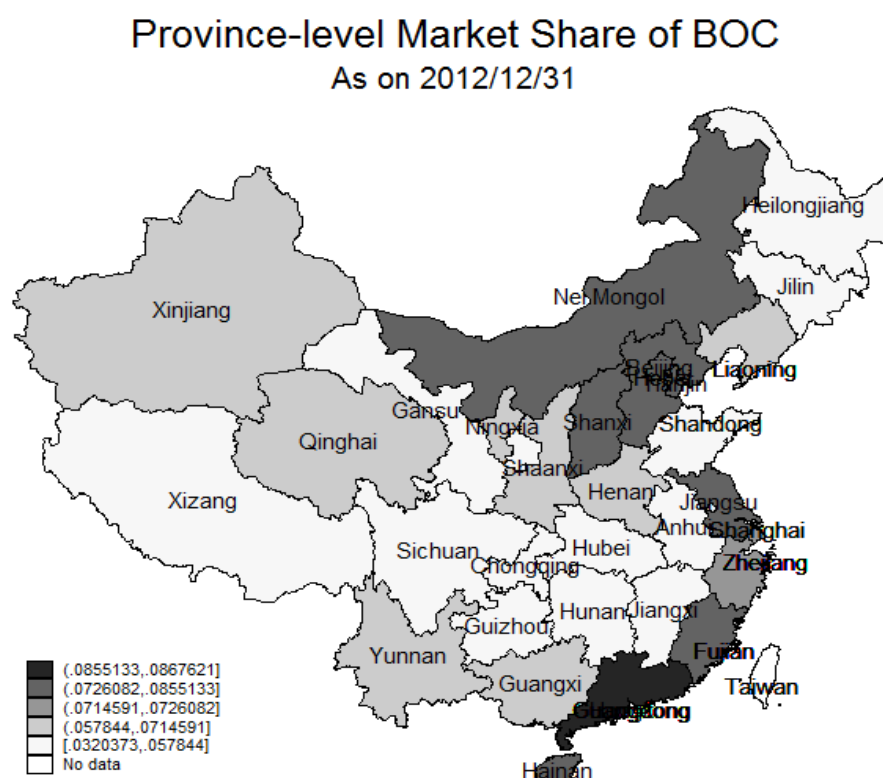 Province-level Market Share of BOC
As on 2012/12/31
Heilongjiang
Jilin
Nei Mongol
Xinjiang
Beijing
Hebei
Tianjin
Liaoning
Gansu
Ningxia
Shanxi
Shandong
Qinghai
Shaanxi
Henan
Jiangsu
Xizang
Anhui
Shanghai
Sichuan
Hubei
Chongqing
Zhejiang
Hunan
Jiangxi
Guizhou
Yunnan
Fujian
Guangxi
Taiwan
Hainan
(.0855133,.0867621]
(.0726082,.0855133]
(.0714591,.0726082]
(.057844,.0714591]
[.0320373,.057844]
No data